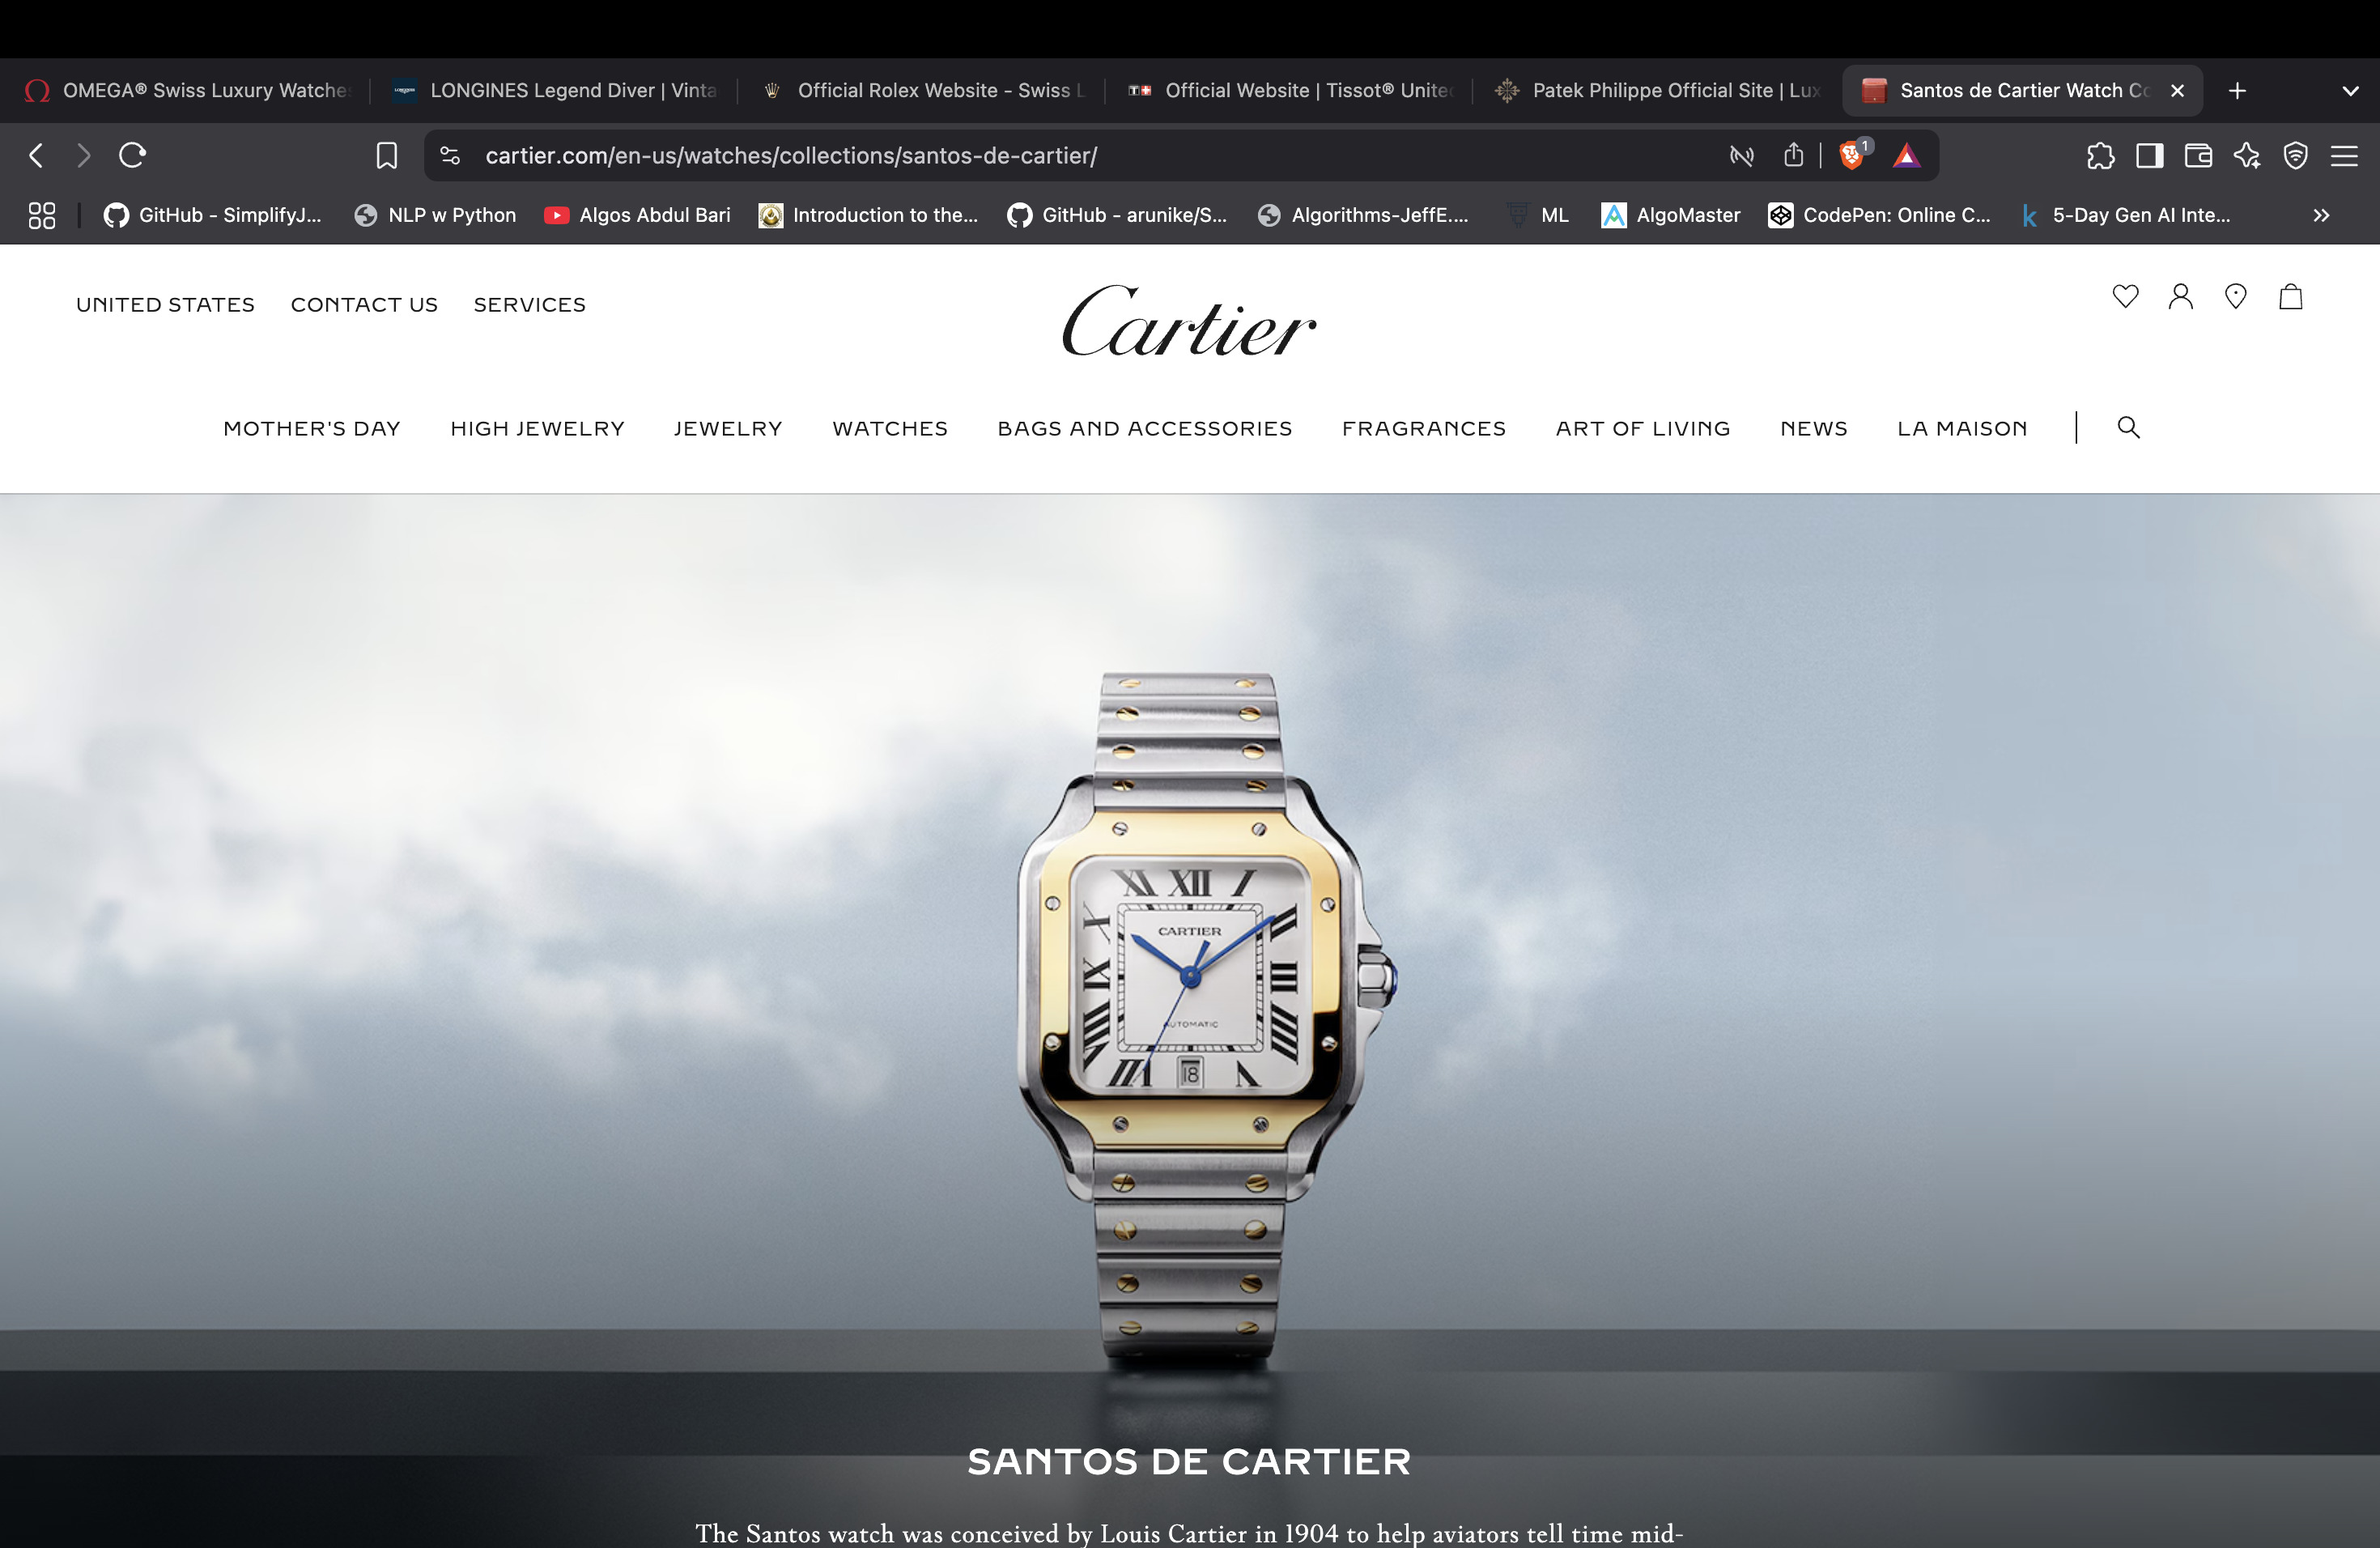 OMEGA® Swiss Luxury Watches
LONGINES Legend Diver | Vinta
Official Rolex Website - Swiss L
Official Website | Tissot® Unite
Patek Philippe Official Site | Lux
Santos de Cartier Watch Co
cartier.com/en-us/watches/collections/santos-de-cartier/
1
GitHub - SimplifyJ...
NLP w Python
Algos Abdul Bari
Introduction to the...
GitHub - arunike/S...
Algorithms-JeffE....
ML
AlgoMaster
CodePen: Online C...
5-Day Gen AI Inte...
UNITED STATES
CONTACT US
SERVICES
Cartier
MOTHER'S DAY
HIGH JEWELRY
JEWELRY
WATCHES
BAGS AND ACCESSORIES
FRAGRANCES
ART OF LIVING
NEWS
LA MAISON
XI XII I
X II
CARTIER
IX III
VIII IIII
AUTOMATIC
VII VI 18 V
SANTOS DE CARTIER
The Santos watch was conceived by Louis Cartier in 1904 to help aviators tell time mid-